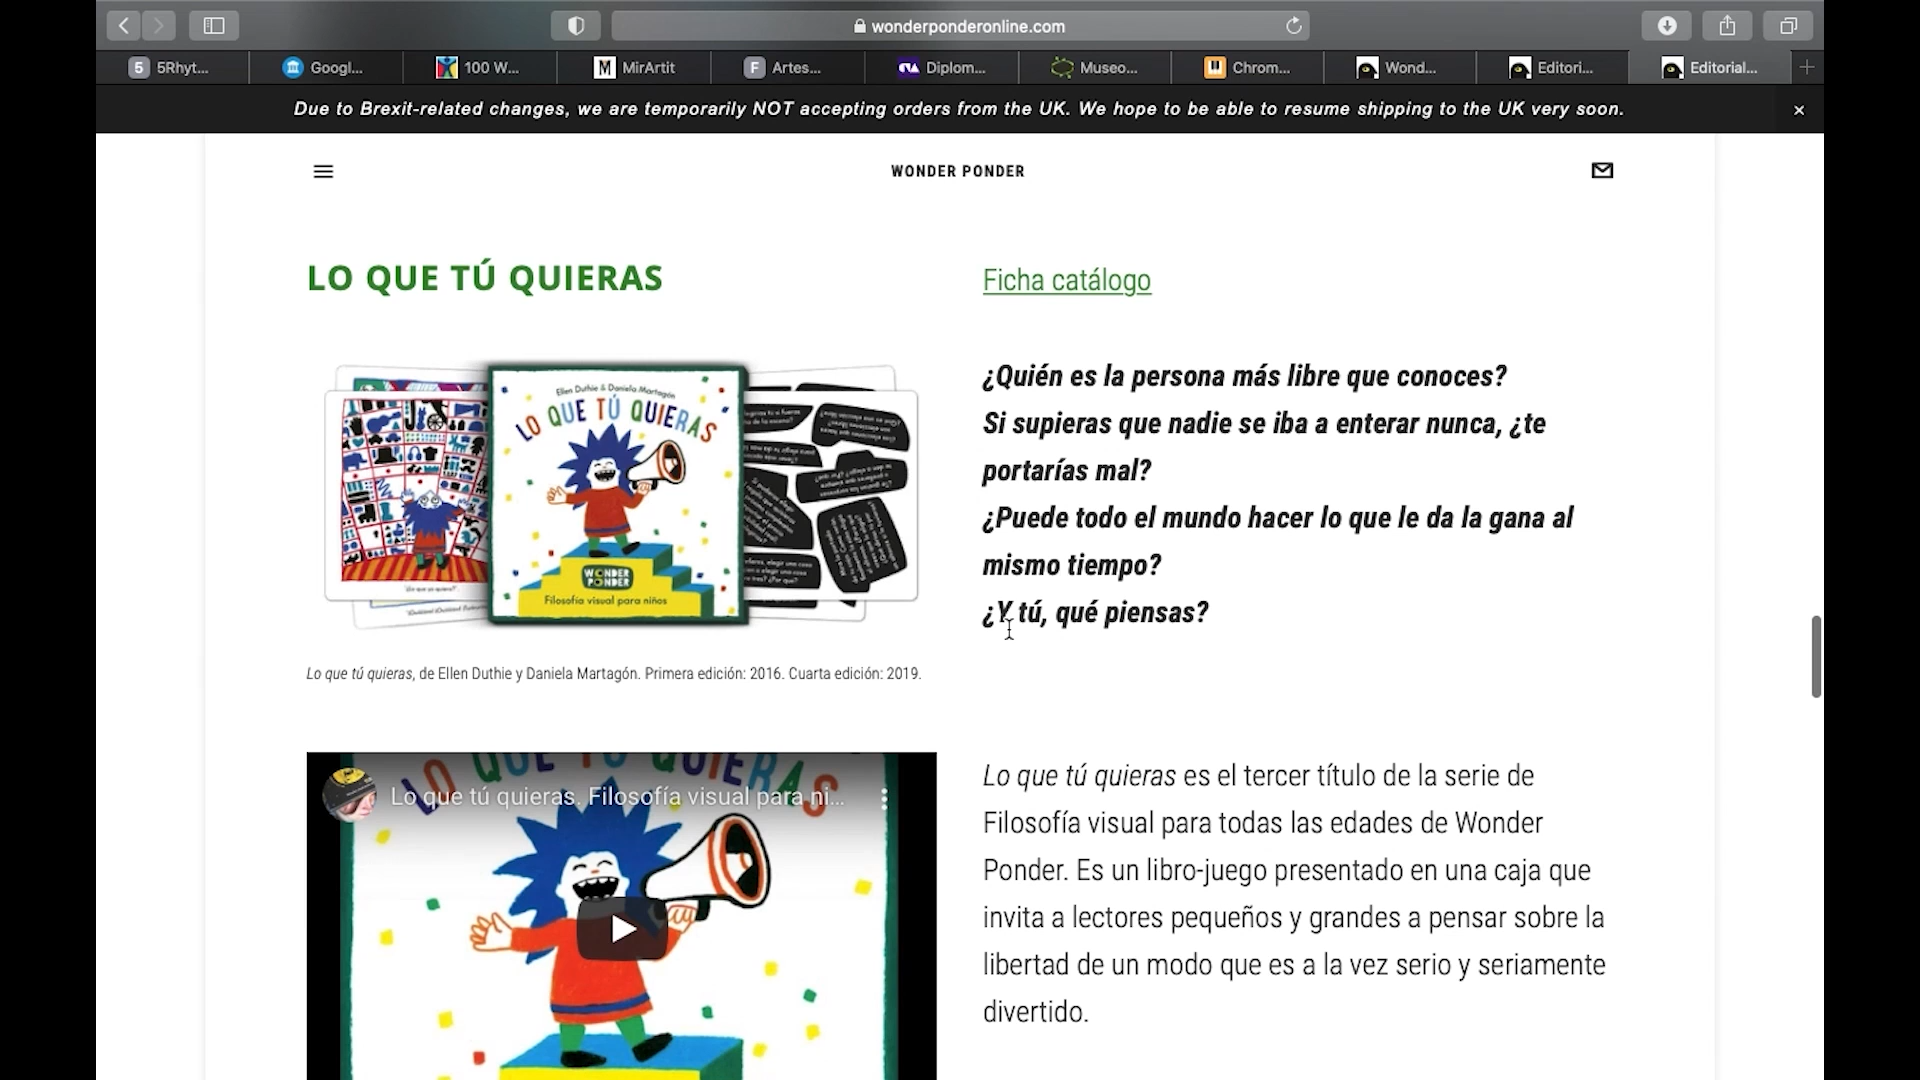 wonderponderonline.com
5Rhyt...
Googl...
100 W...
MirArtit
Artes...
Diplom...
Museo...
Chrom...
Wond...
Editori...
Editorial...
Due to Brexit-related changes, we are temporarily NOT accepting orders from the UK. We hope to be able to resume shipping to the UK very soon.
WONDER PONDER
LO QUE TÚ QUIERAS
Ficha catálogo
Ellen Duthie & Daniela Martagón
LO QUE TÚ QUIERAS
WONDER
PONDER
Filosofía visual para niños
Lo que tú quieras, de Ellen Duthie y Daniela Martagón. Primera edición: 2016. Cuarta edición: 2019.
¿Quién es la persona más libre que conoces?
Si supieras que nadie se iba a enterar nunca, ¿te
portarías mal?
¿Puede todo el mundo hacer lo que le da la gana al
mismo tiempo?
¿Y tú, qué piensas?
LO QUE TÚ QUIERAS
Lo que tú quieras. Filosofía visual para ni...
Lo que tú quieras es el tercer título de la serie de
Filosofía visual para todas las edades de Wonder
Ponder. Es un libro-juego presentado en una caja que
invita a lectores pequeños y grandes a pensar sobre la
libertad de un modo que es a la vez serio y seriamente
divertido.